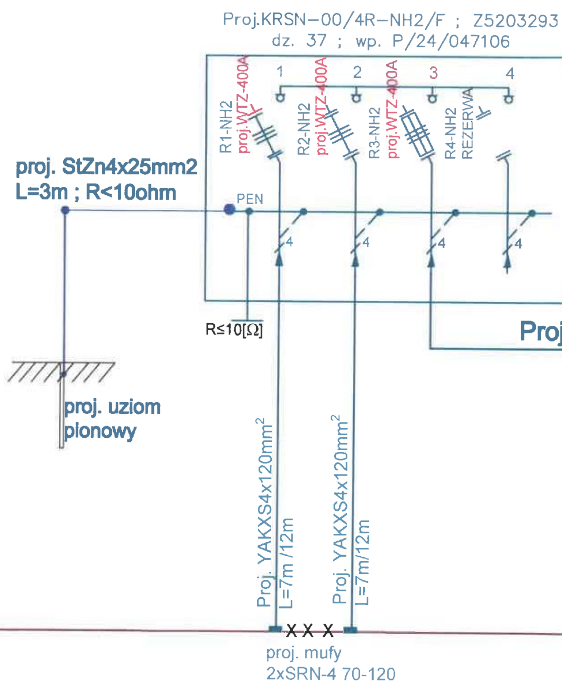 Proj.KRSN-00/4R-NH2/F ; Z5203293
dz. 37 ; wp. P/24/047106
1
2
3
4
R1-NH2
proj.WTZ-400A
R2-NH2
proj.WTZ-400A
R3-NH2
proj.WTZ-400A
R4-NH2
REZERWA
proj. StZn4x25mm2
L=3m ; R<10ohm
PEN
4
4
4
4
R≤10[Ω]
Proj
proj. uziom
pionowy
Proj. YAKXS4x120mm²
L=7m /12m
Proj. YAKXS4x120mm²
L=7m/12m
X X X
proj. mufy
2xSRN-4 70-120